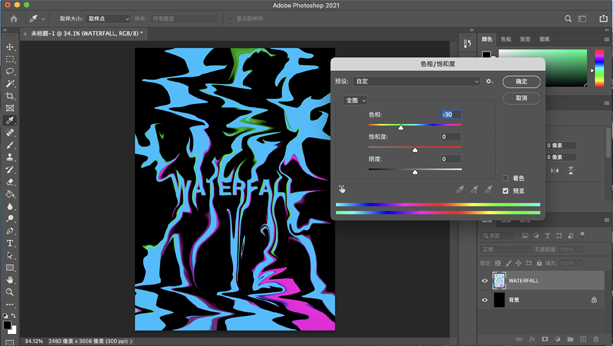 Adobe Photoshop 2021
取样大小: 取样点 样本: 所有图层 显示取样环
× 未标题-1 @ 34.1% (WATERFALL, RGB/8) *
颜色 色板 渐变 图案
色相/饱和度
预设: 自定
确定
取消
全图
色相: -30
饱和度: 0
明度: 0
着色
预览
0 像素
0 像素
WATERFALL
类型
正常 不透明度: 100%
锁定: 填充: 100%
WATERFALL
背景
34.12% 2480 像素 x 3508 像素 (300 ppi)